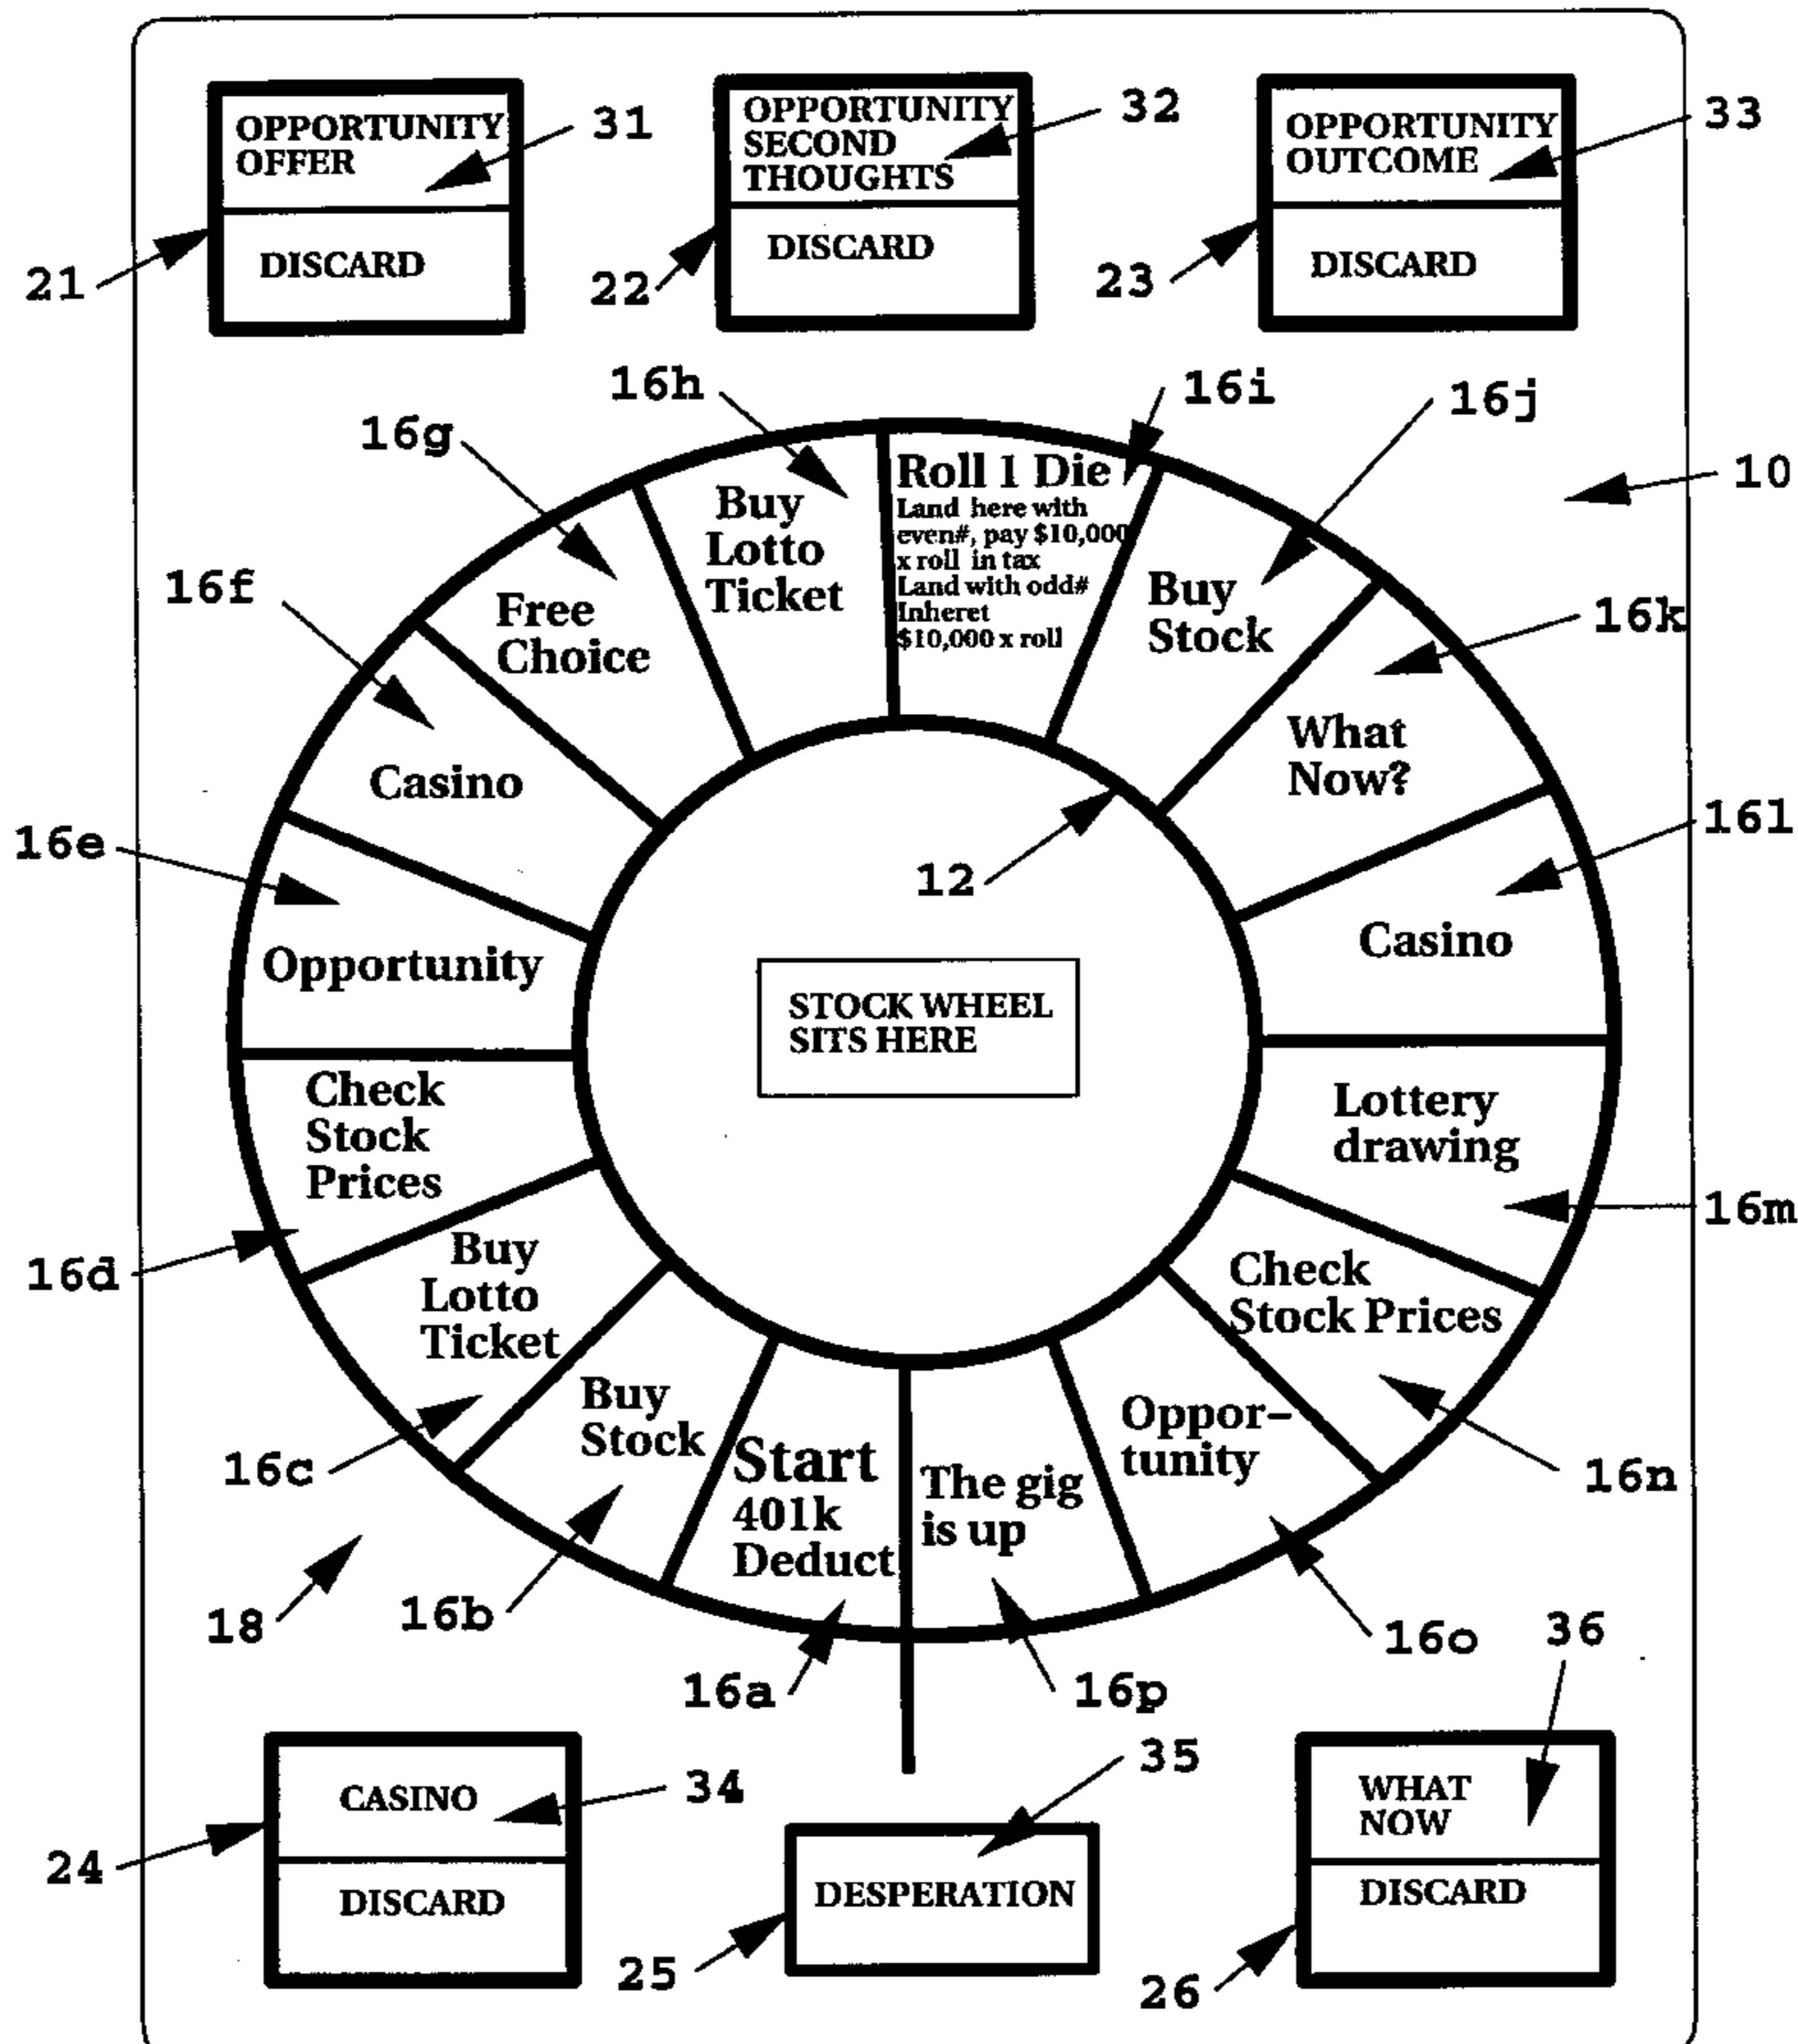 OPPORTUNITY
OFFER
31
DISCARD
21
OPPORTUNITY
SECOND
THOUGHTS
32
DISCARD
22
OPPORTUNITY
OUTCOME
33
DISCARD
23
16h
16i
16j
16g
10
16f
16k
16e
16l
12
Roll 1 Die
Land here with
even#, pay $10,000
x roll in tax
Land with odd#
Inheret
$10,000 x roll
Buy
Stock
What
Now?
Casino
Lottery
drawing
16m
Check
Stock Prices
16n
Oppor-
tunity
16o
The gig
is up
16p
Start
401k
Deduct
16a
Buy
Stock
16b
Buy
Lotto
Ticket
16c
Check
Stock
Prices
16d
Opportunity
Casino
Free
Choice
Buy
Lotto
Ticket
STOCK WHEEL
SITS HERE
18
CASINO
34
DISCARD
24
35
DESPERATION
25
36
WHAT
NOW
DISCARD
26